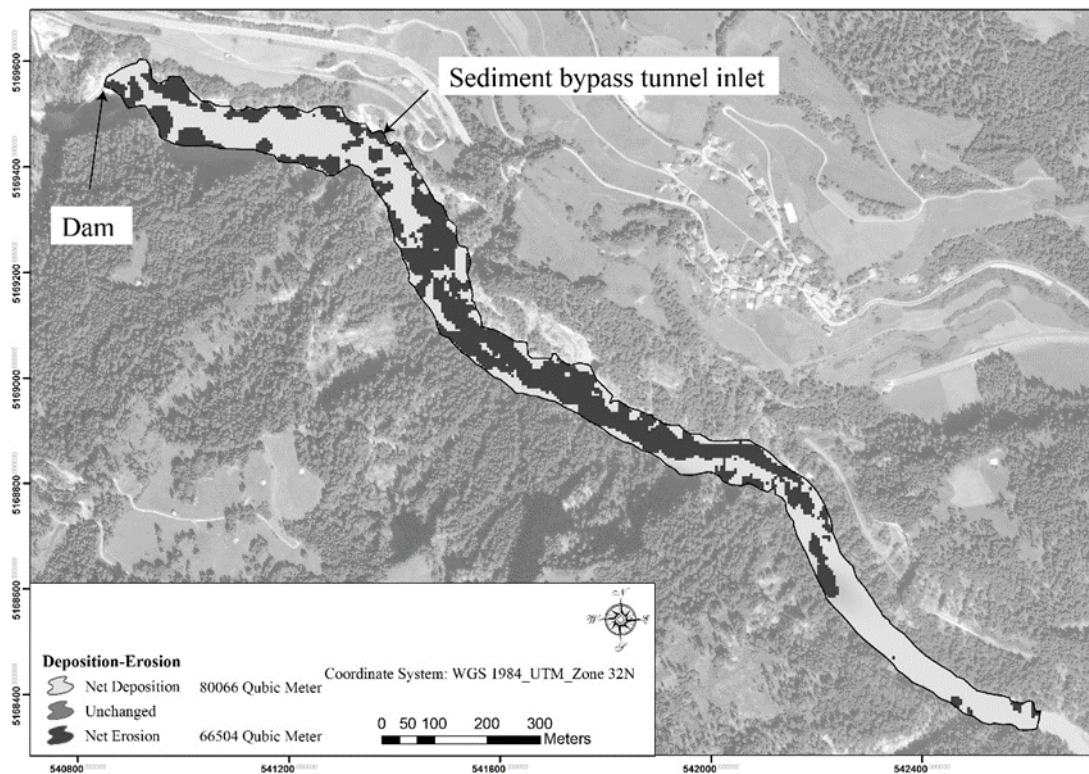 Sediment bypass tunnel inlet
Dam
5169600
5169400
5169200
5169000
5168800
5168600
5168400
N
W E
S
Deposition-Erosion
Coordinate System: WGS 1984_UTM_Zone 32N
Net Deposition 80066 Qubic Meter
Unchanged
Net Erosion 66504 Qubic Meter
0 50 100 200 300
Meters
540800 541200 541600 542000 542400